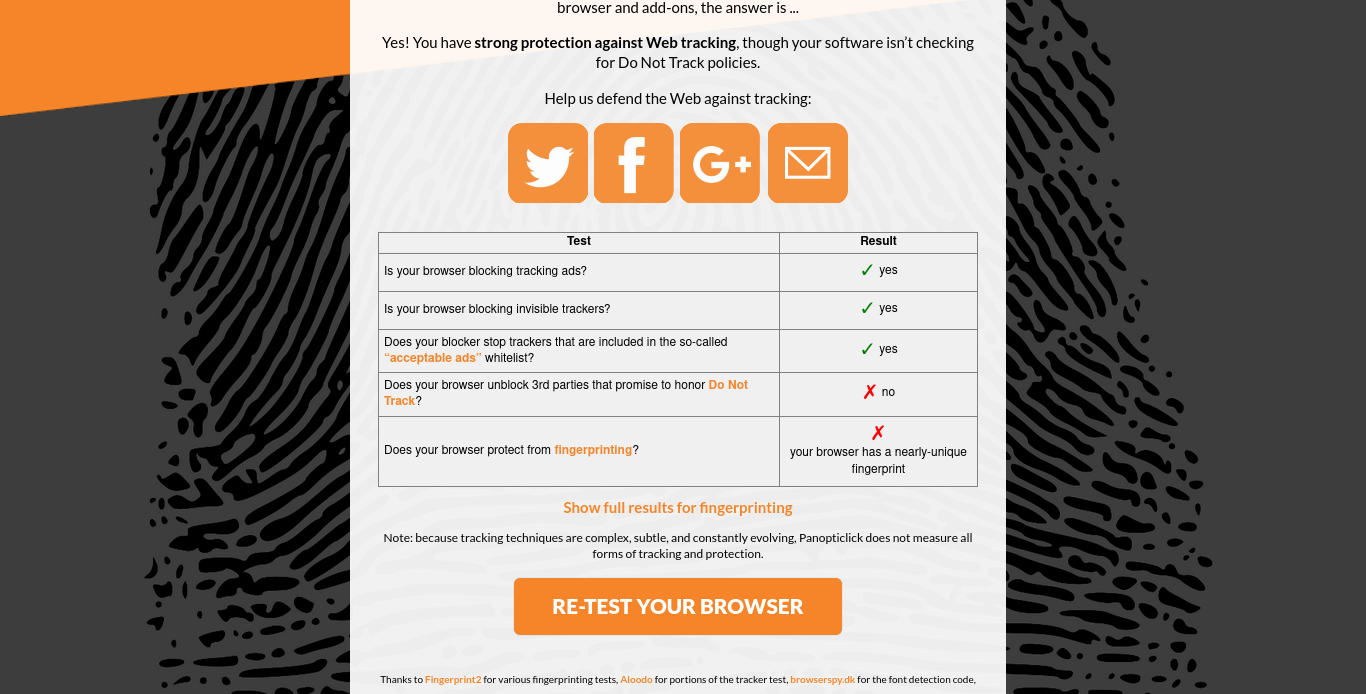 browser and add-ons, the answer is ...
Yes! You have strong protection against Web tracking, though your software isn't checking
for Do Not Track policies.
Help us defend the Web against tracking:
Test Result
Is your browser blocking tracking ads? ✓ yes
Is your browser blocking invisible trackers? ✓ yes
Does your blocker stop trackers that are included in the so-called
“acceptable ads” whitelist? ✓ yes
Does your browser unblock 3rd parties that promise to honor Do Not
Track? ✗ no
Does your browser protect from fingerprinting? ✗
your browser has a nearly-unique
fingerprint
Show full results for fingerprinting
Note: because tracking techniques are complex, subtle, and constantly evolving, Panopticlick does not measure all
forms of tracking and protection.
RE-TEST YOUR BROWSER
Thanks to Fingerprint2 for various fingerprinting tests, Aloodo for portions of the tracker test, browserspy.dk for the font detection code,